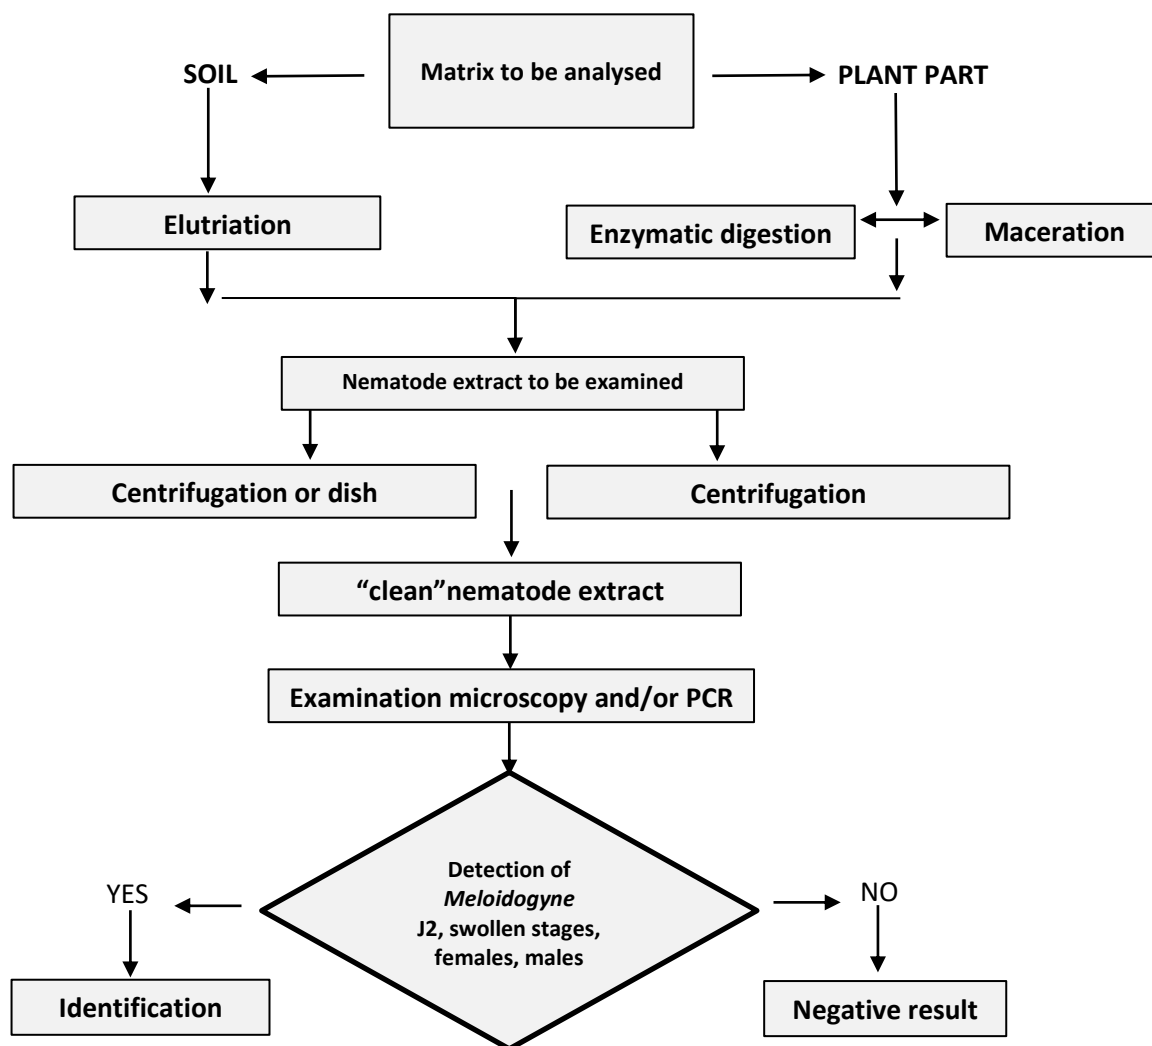 Matrix to be analysed
SOIL
PLANT PART
Elutriation
Enzymatic digestion
Maceration
Nematode extract to be examined
Centrifugation or dish
Centrifugation
“clean”nematode extract
Examination microscopy and/or PCR
Detection of
Meloidogyne
J2, swollen stages,
females, males
YES
NO
Identification
Negative result